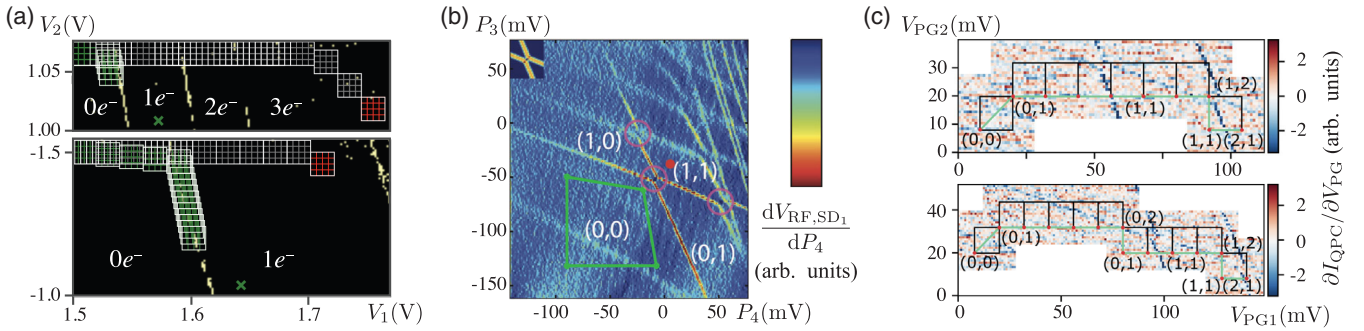 (a)
V₂(V)
1.05
1.00
0e⁻ 1e⁻ 2e⁻ 3e⁻
-1.5
-1.0
0e⁻ 1e⁻
1.5 1.6 1.7 V₁(V)
(b)
P₃(mV)
50
0
-50
-100
-150
(1,0)
(1,1)
(0,0)
(0,1)
-100 -50 0 P₄(mV) 50
dV_RF,SD₁
dP₄
(arb. units)
(c)
V_PG2(mV)
30
20
10
0
(0,1) (1,1) (1,2)
(0,0) (1,1) (2,1)
0 50 100
2
0
-2
40
20
0
(0,2)
(0,1) (1,2)
(0,0) (0,1) (1,1)
(1,1) (2,1)
0 50 100 V_PG1(mV)
2
0
-2
∂I_QPC/∂V_PG (arb. units)